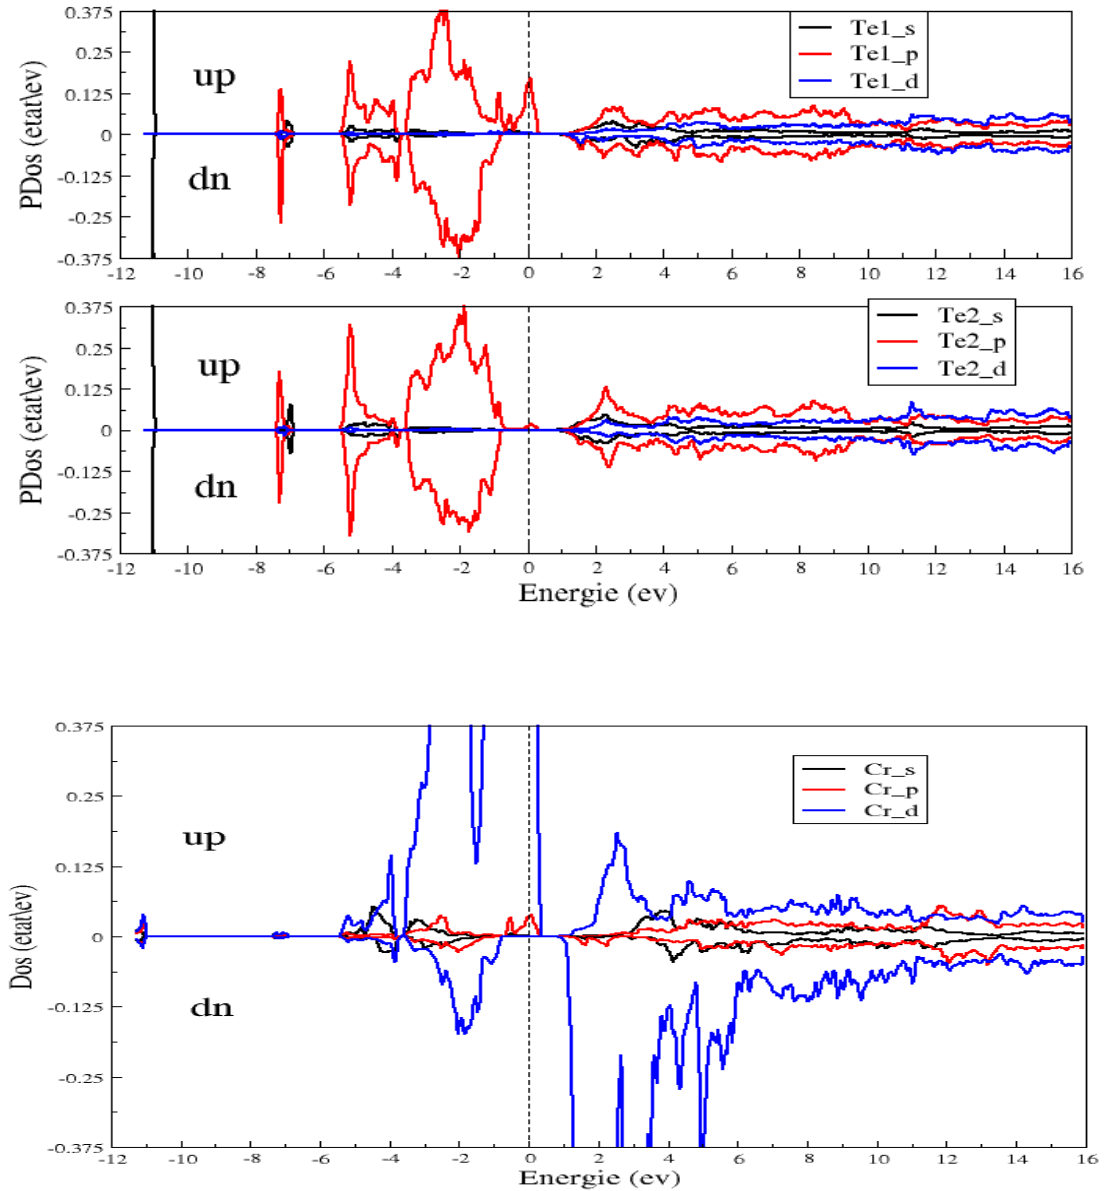 0.375
0.25
0.125
0
-0.125
-0.25
-0.375
PDos (etat\ev)
up
dn
Te1_s
Te1_p
Te1_d
-12 -10 -8 -6 -4 -2 0 2 4 6 8 10 12 14 16
0.375
0.25
0.125
0
-0.125
-0.25
-0.375
PDos (etat\ev)
up
dn
Te2_s
Te2_p
Te2_d
-12 -10 -8 -6 -4 -2 0 2 4 6 8 10 12 14 16
Energie (ev)
0.375
0.25
0.125
0
-0.125
-0.25
-0.375
Dos (etat\ev)
up
dn
Cr_s
Cr_p
Cr_d
-12 -10 -8 -6 -4 -2 0 2 4 6 8 10 12 14 16
Energie (ev)